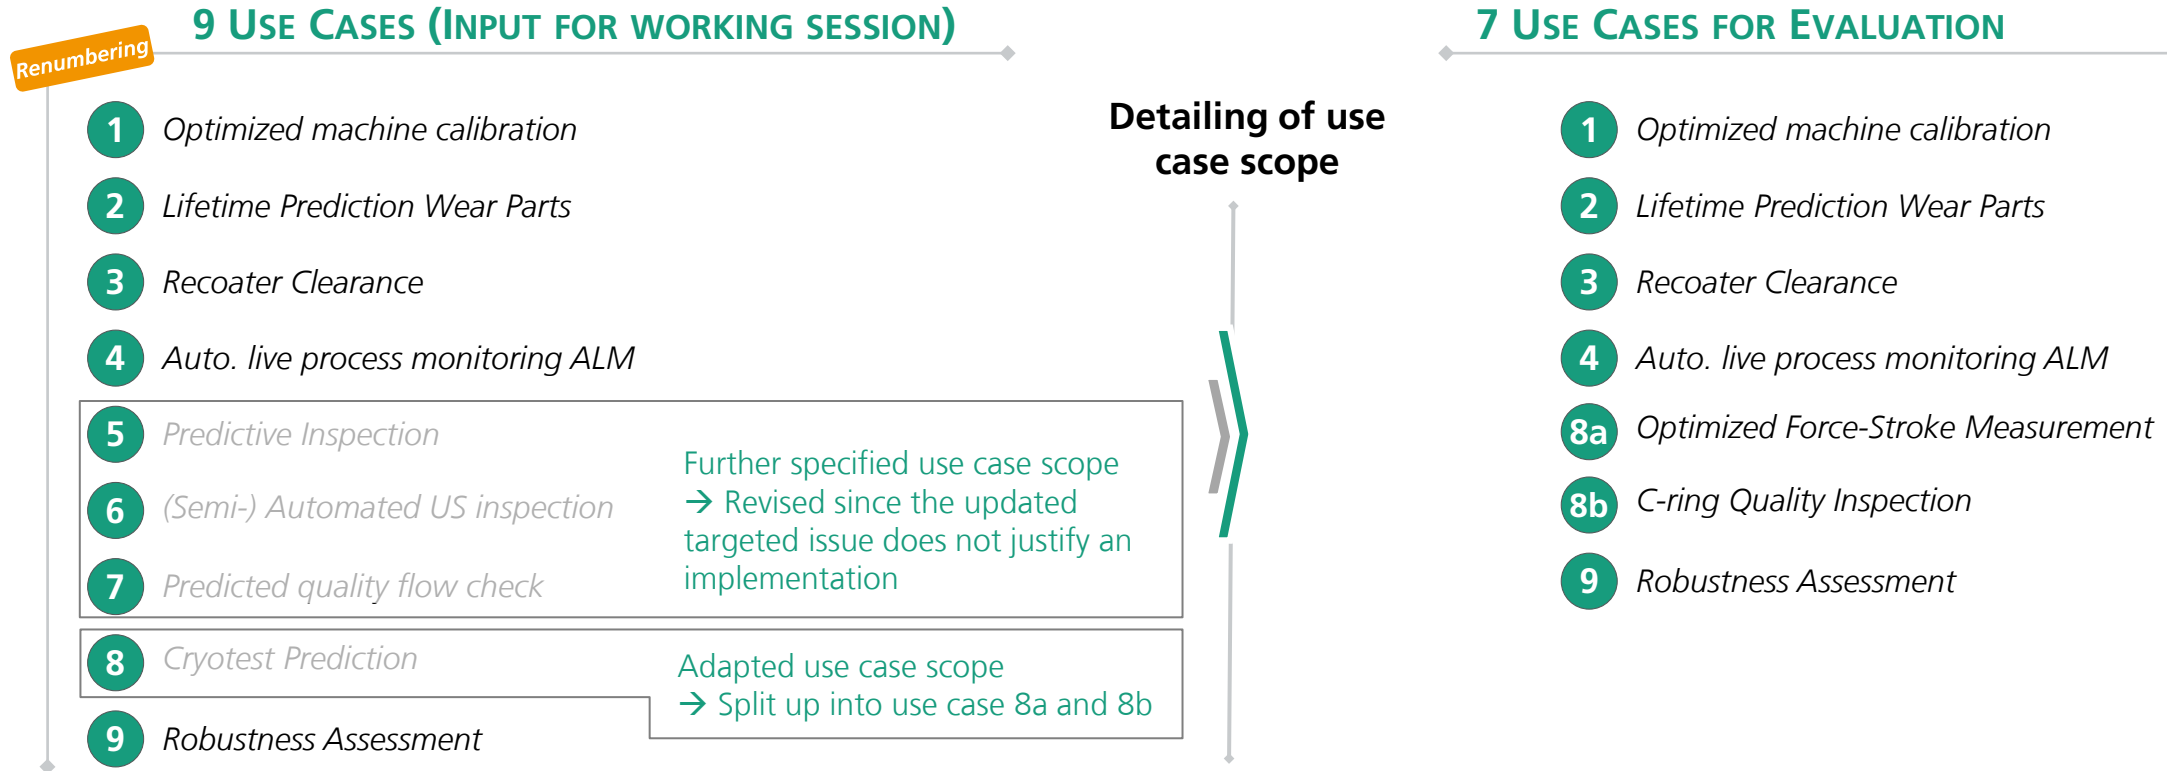 9 USE CASES (INPUT FOR WORKING SESSION)
Renumbering
1 Optimized machine calibration
2 Lifetime Prediction Wear Parts
3 Recoater Clearance
4 Auto. live process monitoring ALM
5 Predictive Inspection
6 (Semi-) Automated US inspection
7 Predicted quality flow check
Further specified use case scope
→ Revised since the updated
targeted issue does not justify an
implementation
8 Cryotest Prediction
Adapted use case scope
→ Split up into use case 8a and 8b
9 Robustness Assessment
Detailing of use
case scope
7 USE CASES FOR EVALUATION
1 Optimized machine calibration
2 Lifetime Prediction Wear Parts
3 Recoater Clearance
4 Auto. live process monitoring ALM
8a Optimized Force-Stroke Measurement
8b C-ring Quality Inspection
9 Robustness Assessment